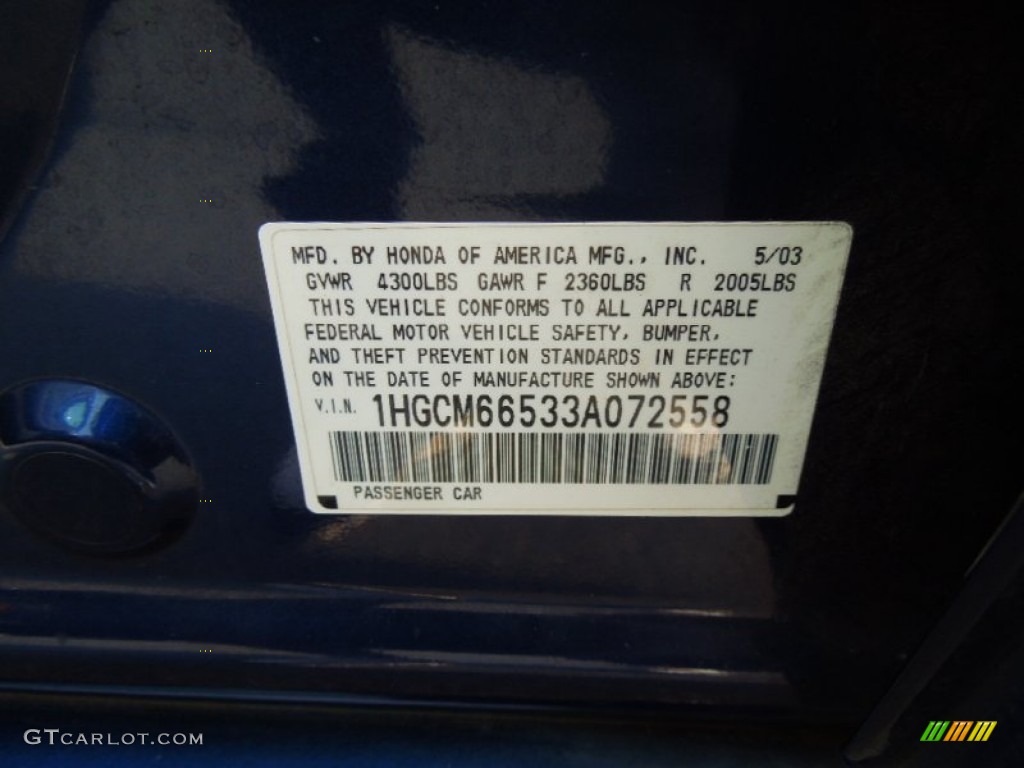 MFD. BY HONDA OF AMERICA MFG., INC. 5/03
GVWR 4300LBS GAWR F 2360LBS R 2005LBS
THIS VEHICLE CONFORMS TO ALL APPLICABLE
FEDERAL MOTOR VEHICLE SAFETY, BUMPER,
AND THEFT PREVENTION STANDARDS IN EFFECT
ON THE DATE OF MANUFACTURE SHOWN ABOVE:
V.I.N. 1HGCM66533A072558
PASSENGER CAR
GTCARLOT.COM